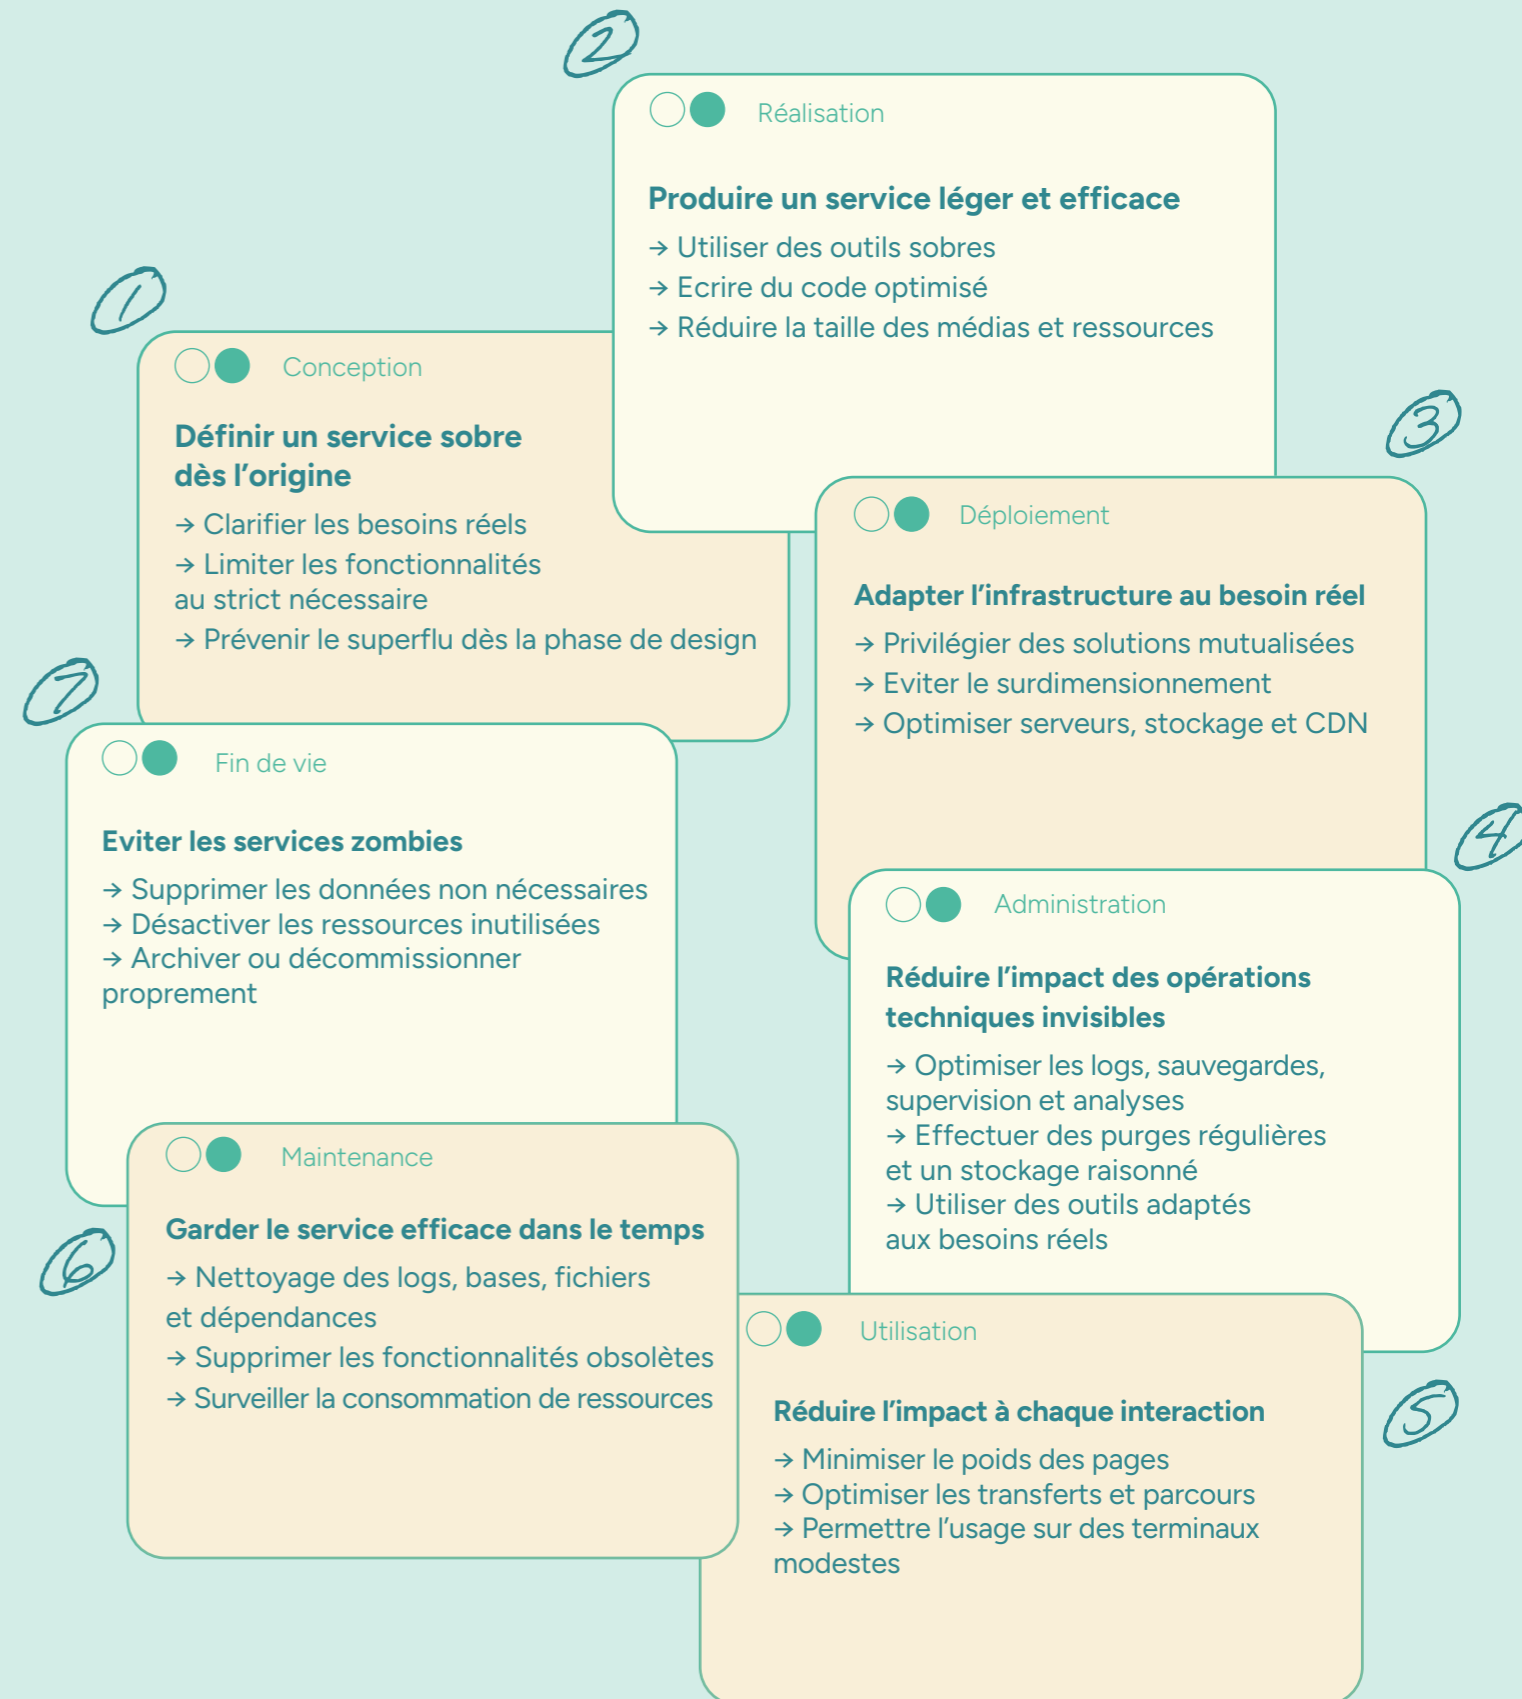 1
Conception
Définir un service sobre
dès l’origine
→ Clarifier les besoins réels
→ Limiter les fonctionnalités
au strict nécessaire
→ Prévenir le superflu dès la phase de design
2
Réalisation
Produire un service léger et efficace
→ Utiliser des outils sobres
→ Ecrire du code optimisé
→ Réduire la taille des médias et ressources
3
Déploiement
Adapter l’infrastructure au besoin réel
→ Privilégier des solutions mutualisées
→ Eviter le surdimensionnement
→ Optimiser serveurs, stockage et CDN
4
Administration
Réduire l’impact des opérations
techniques invisibles
→ Optimiser les logs, sauvegardes,
supervision et analyses
→ Effectuer des purges régulières
et un stockage raisonné
→ Utiliser des outils adaptés
aux besoins réels
5
Utilisation
Réduire l’impact à chaque interaction
→ Minimiser le poids des pages
→ Optimiser les transferts et parcours
→ Permettre l’usage sur des terminaux
modestes
6
Maintenance
Garder le service efficace dans le temps
→ Nettoyage des logs, bases, fichiers
et dépendances
→ Supprimer les fonctionnalités obsolètes
→ Surveiller la consommation de ressources
7
Fin de vie
Eviter les services zombies
→ Supprimer les données non nécessaires
→ Désactiver les ressources inutilisées
→ Archiver ou décommissionner
proprement